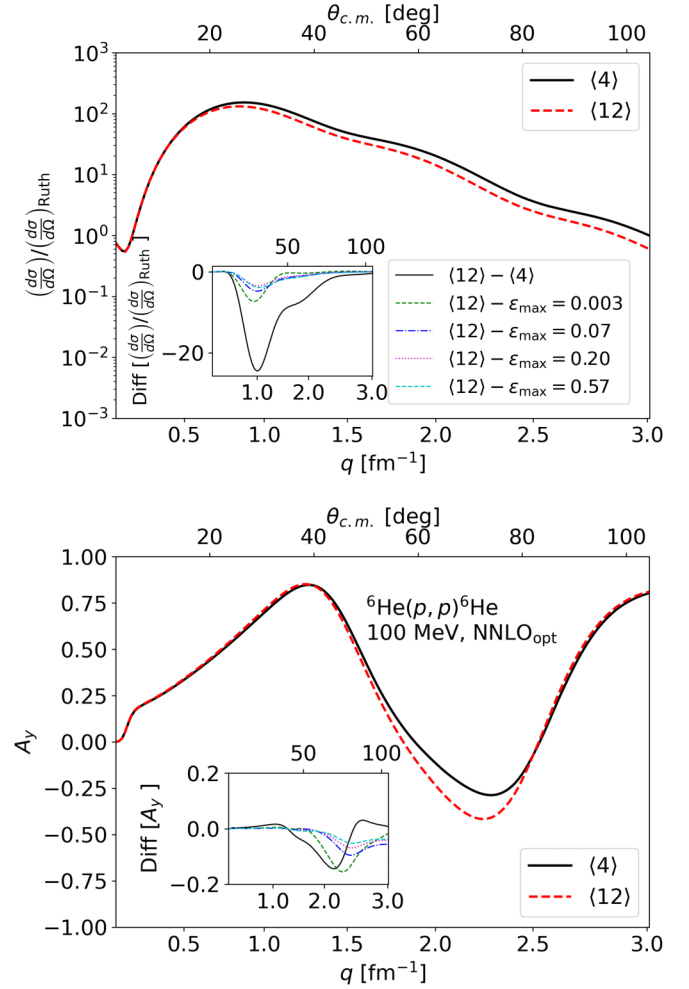 θc.m. [deg]
20 40 60 80 100
10³
10²
10¹
10⁰
10⁻¹
10⁻²
10⁻³
(dσ/dΩ)/(dσ/dΩ)Ruth
⟨4⟩
⟨12⟩
50 100
0
−20
Diff [(dσ/dΩ)/(dσ/dΩ)Ruth ]
1.0 2.0 3.0
⟨12⟩ − ⟨4⟩
⟨12⟩ − εmax = 0.003
⟨12⟩ − εmax = 0.07
⟨12⟩ − εmax = 0.20
⟨12⟩ − εmax = 0.57
0.5 1.0 1.5 2.0 2.5 3.0
q [fm⁻¹]
θc.m. [deg]
20 40 60 80 100
1.00
0.75
0.50
0.25
0.00
−0.25
−0.50
−0.75
−1.00
Ay
⁶He(p, p)⁶He
100 MeV, NNLOopt
50 100
0.2
0.0
−0.2
Diff [Ay ]
1.0 2.0 3.0
⟨4⟩
⟨12⟩
0.5 1.0 1.5 2.0 2.5 3.0
q [fm⁻¹]